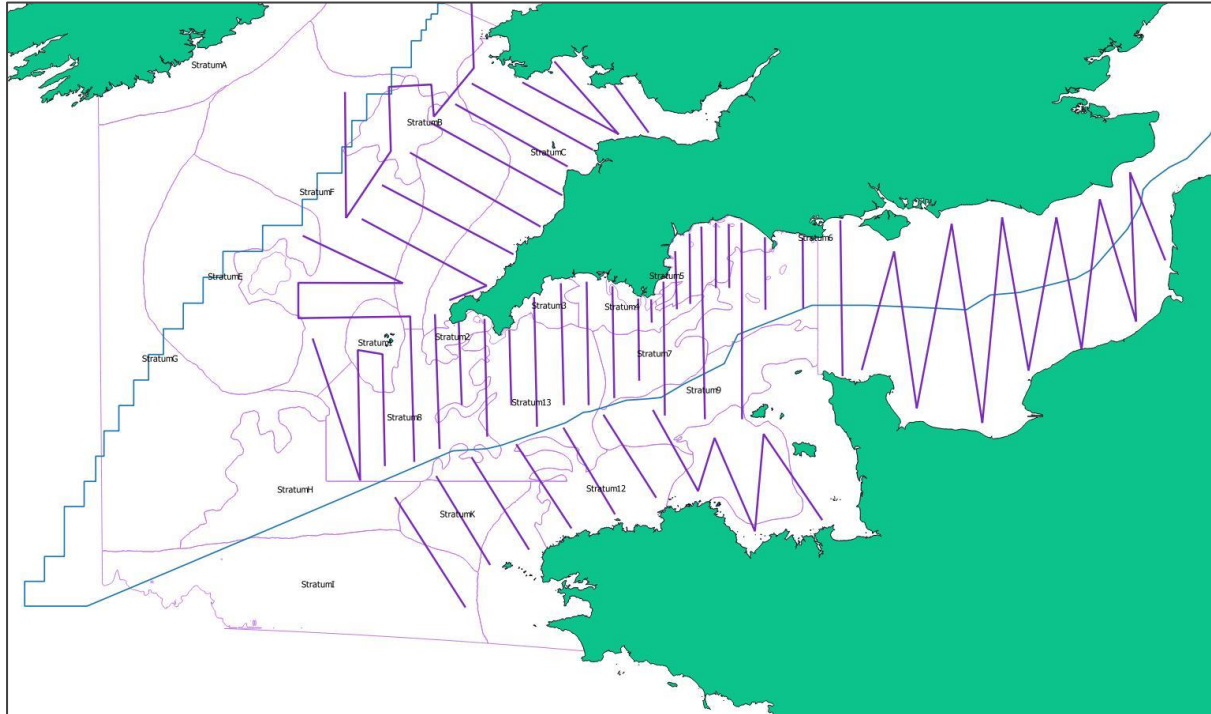 StratumA
StratumB
StratumC
StratumF
Stratum6
StratumE
Stratum5
Stratum3
Stratum4
Stratum2
StratumG
Stratum7
Stratum9
Stratum13
Stratum8
StratumH
Stratum12
StratumK
StratumI